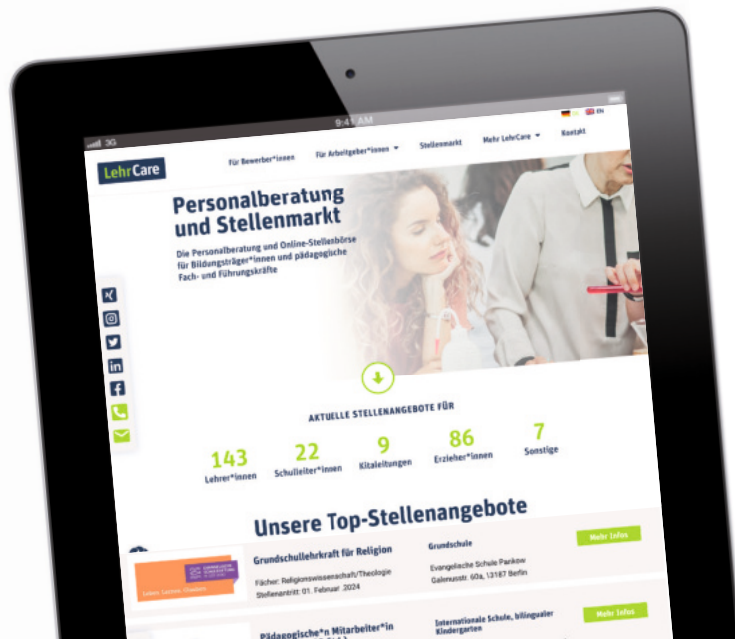 3G
9:41 AM
EN
LehrCare
Für Bewerber*innen
Für Arbeitgeber*innen
Stellenmarkt
Mehr LehrCare
Kontakt
Personalberatung
und Stellenmarkt
Die Personalberatung und Online-Stellenbörse
für Bildungsträger*innen und pädagogische
Fach- und Führungskräfte
AKTUELLE STELLENANGEBOTE FÜR
143
Lehrer*innen
22
Schulleiter*innen
9
Kitaleitungen
86
Erzieher*innen
7
Sonstige
Unsere Top-Stellenangebote
Grundschullehrkraft für Religion
Fächer: Religionswissenschaft/Theologie
Stellenantritt: 01. Februar 2024
Grundschule
Evangelische Schule Pankow
Galenusstr. 60a, 13187 Berlin
Mehr Infos
Pädagogische*n Mitarbeiter*in
Internationale Schule, bilingualer
Kindergarten
Mehr Infos